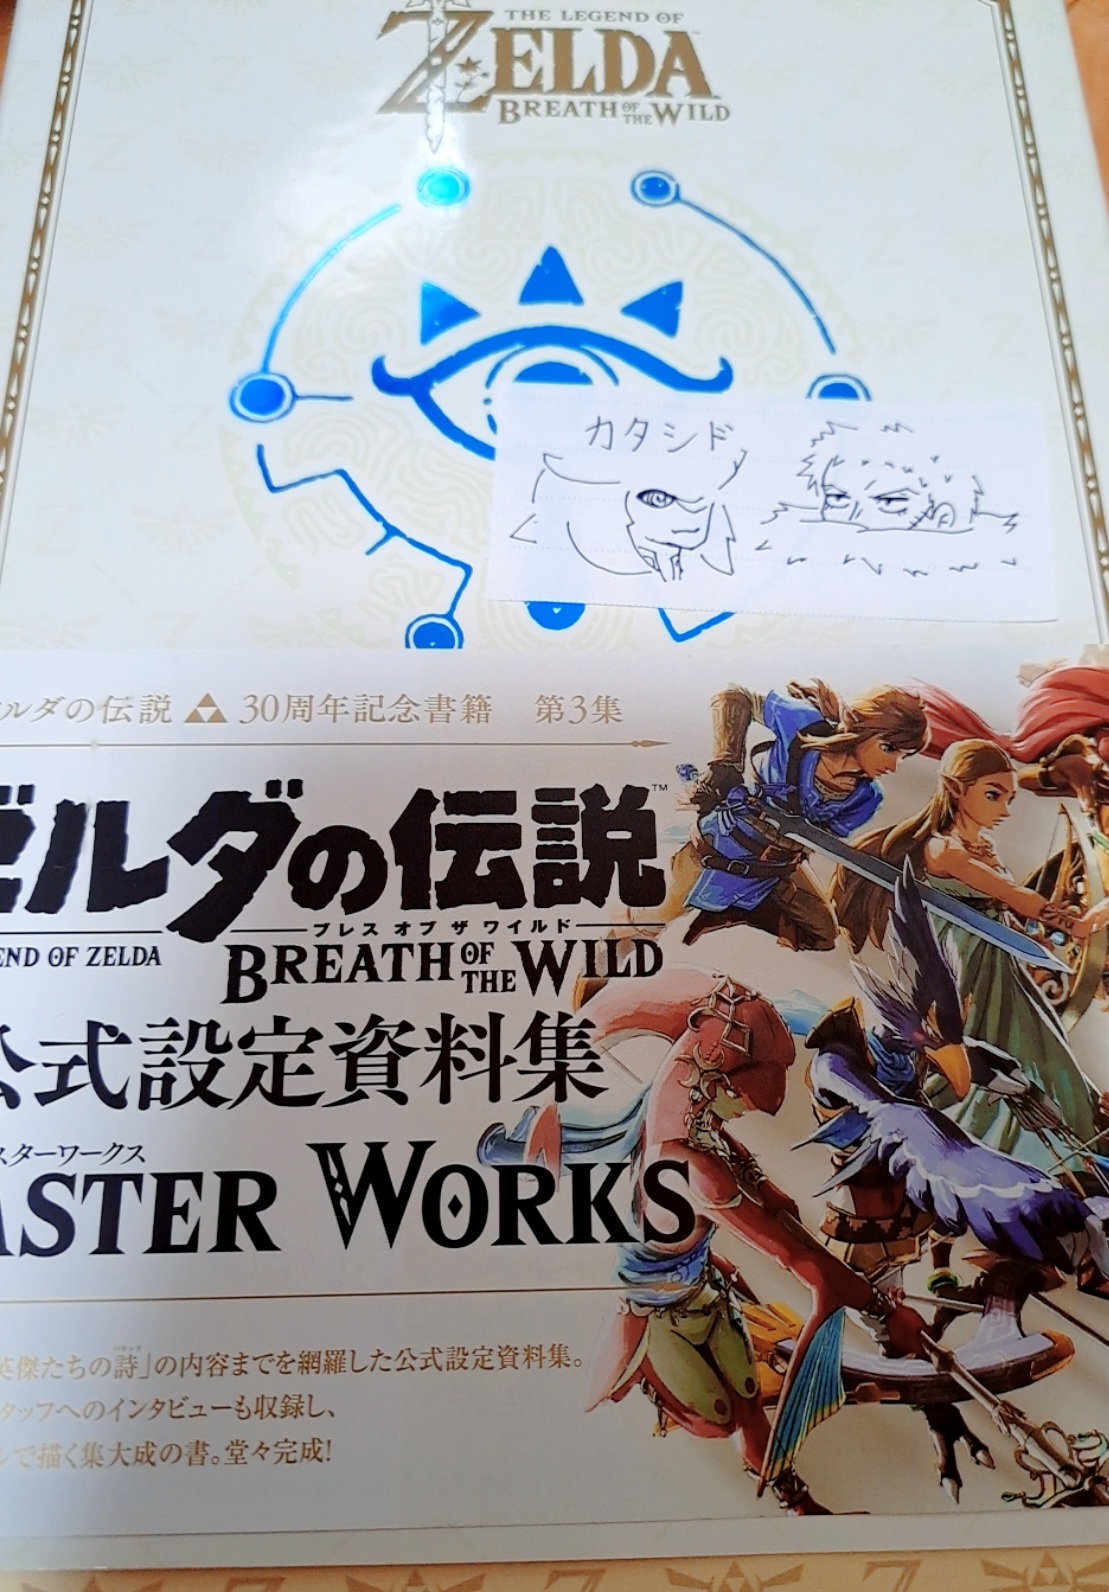 THE LEGEND OF
ZELDA
BREATH OF THE WILD
カタシド
ルダの伝説 30周年記念書籍 第3集
ゼルダの伝説™
ブレス オブ ザ ワイルド
END OF ZELDA
BREATH OF THE WILD
公式設定資料集
スターワークス
ASTER WORKS
英傑たちの詩」の内容までを網羅した公式設定資料集。
タッフへのインタビューも収録し、
ルで描く集大成の書。堂々完成!